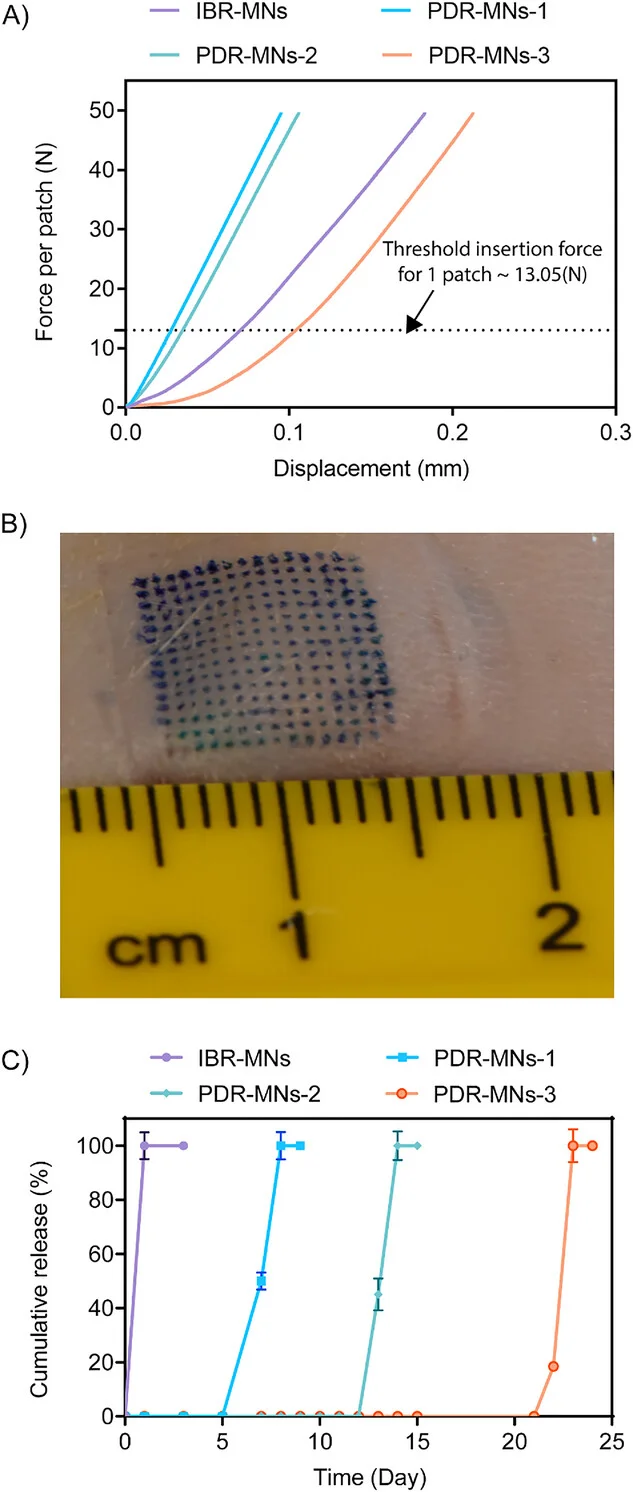 A)
IBR-MNs
PDR-MNs-1
PDR-MNs-2
PDR-MNs-3
Force per patch (N)
50
40
30
20
10
0
Threshold insertion force
for 1 patch ~ 13.05(N)
0.0
0.1
0.2
0.3
Displacement (mm)
B)
cm 1 2
C)
IBR-MNs
PDR-MNs-1
PDR-MNs-2
PDR-MNs-3
Cumulative release (%)
100
80
60
40
20
0
0
5
10
15
20
25
Time (Day)